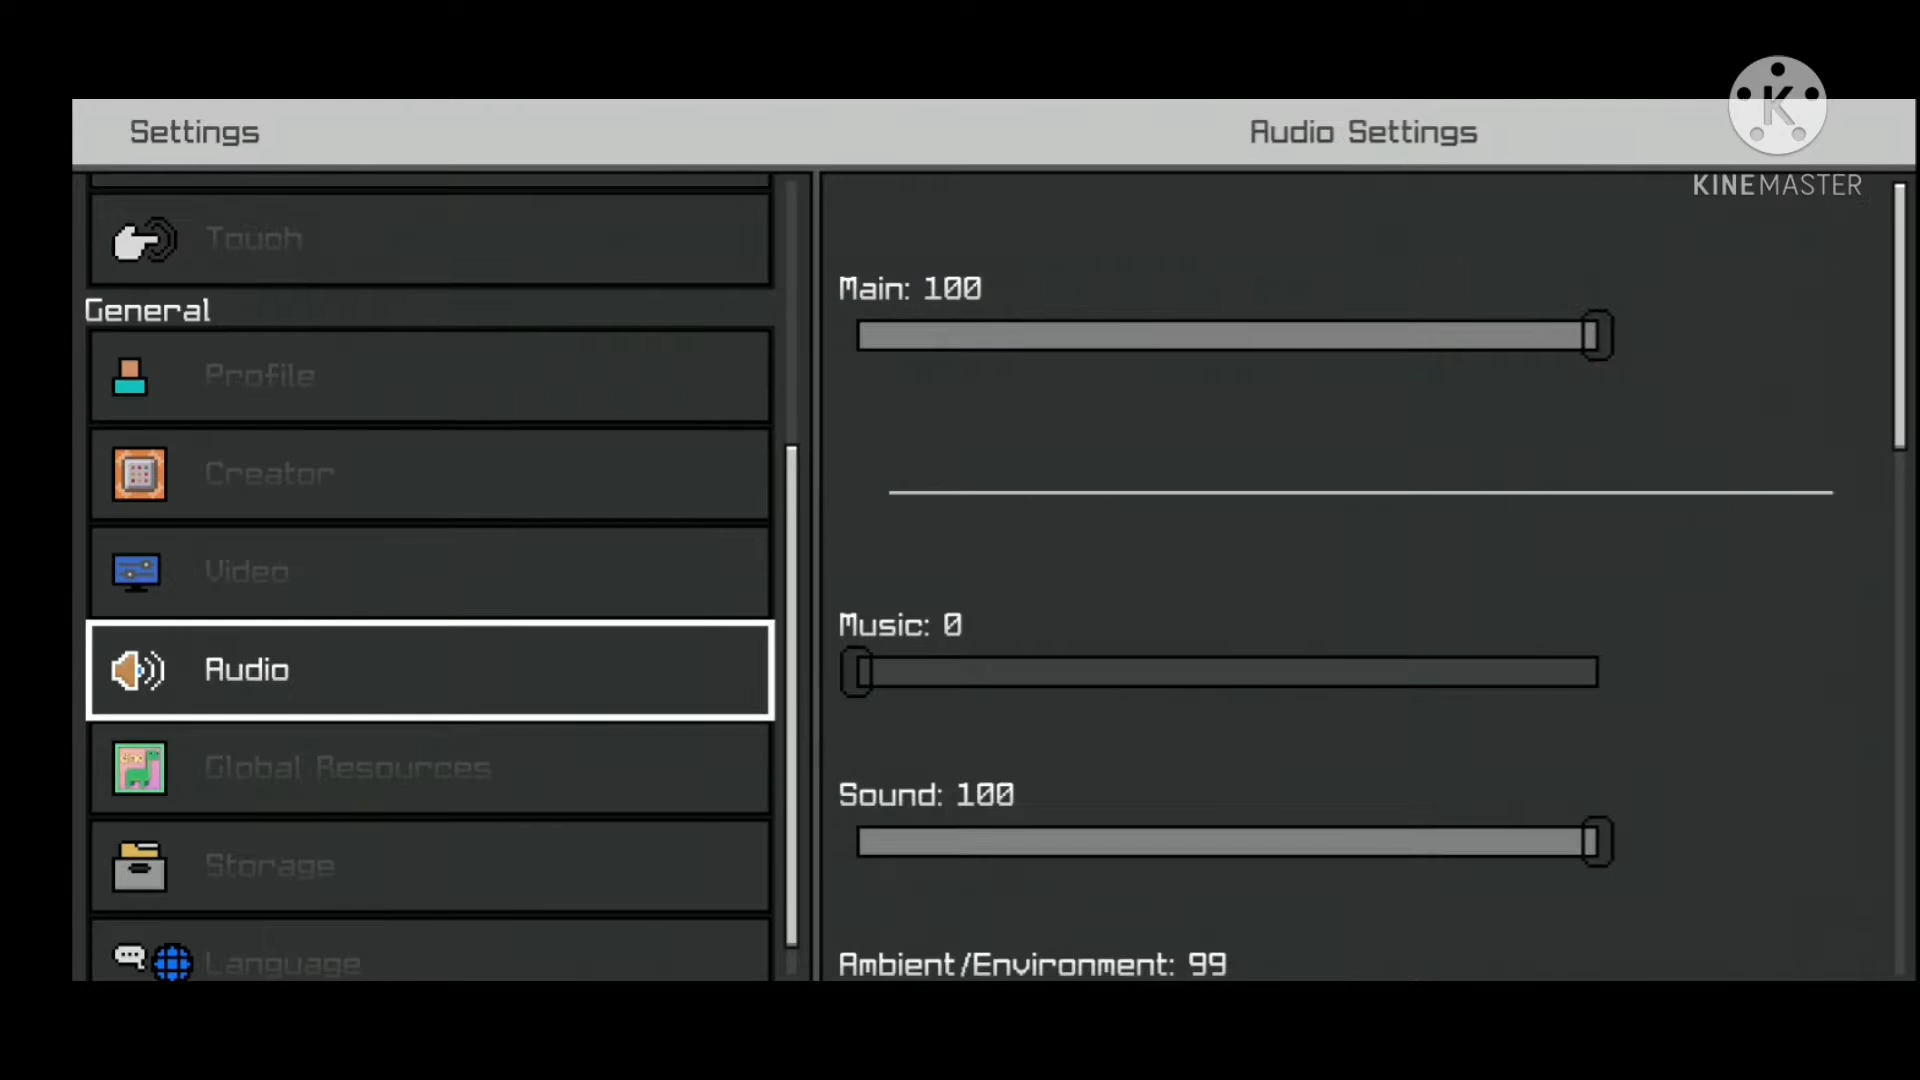 Settings
Audio Settings
KINEMASTER
Touch
General
Profile
Creator
Video
Audio
Global Resources
Storage
Language
Main: 100
Music: 0
Sound: 100
Ambient/Environment: 99